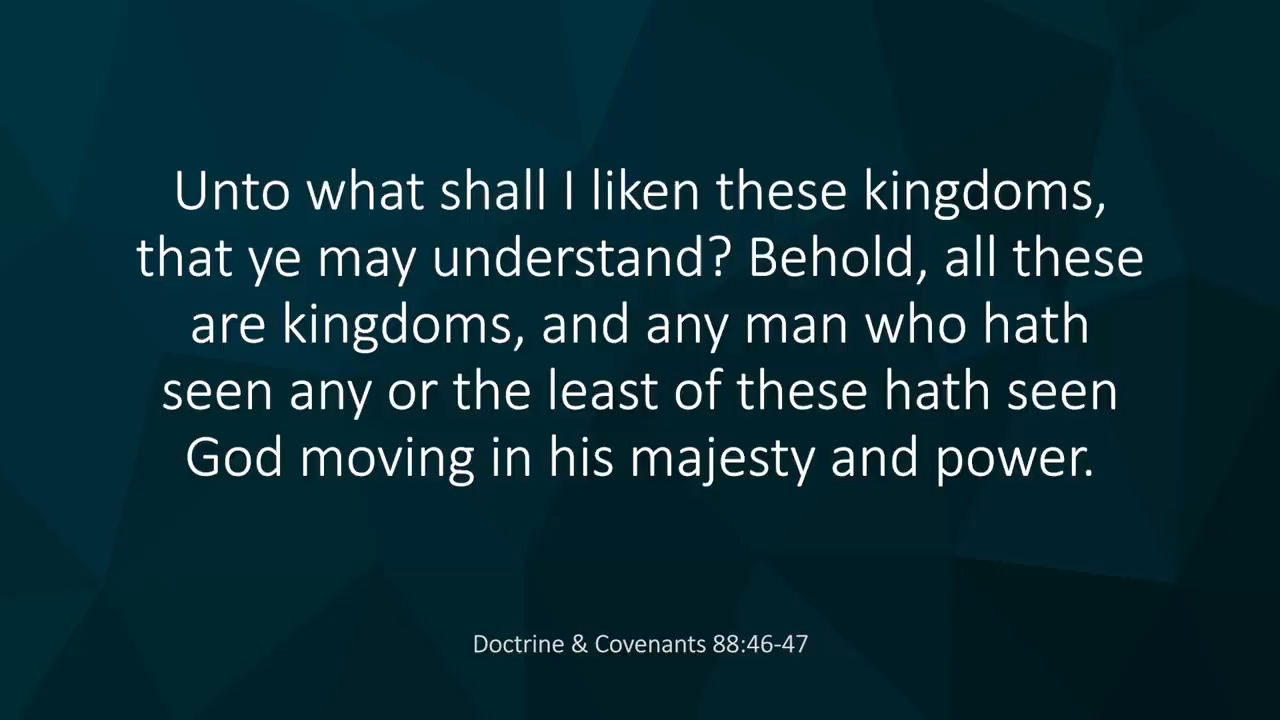 Unto what shall I liken these kingdoms,
that ye may understand? Behold, all these
are kingdoms, and any man who hath
seen any or the least of these hath seen
God moving in his majesty and power.
Doctrine & Covenants 88:46-47